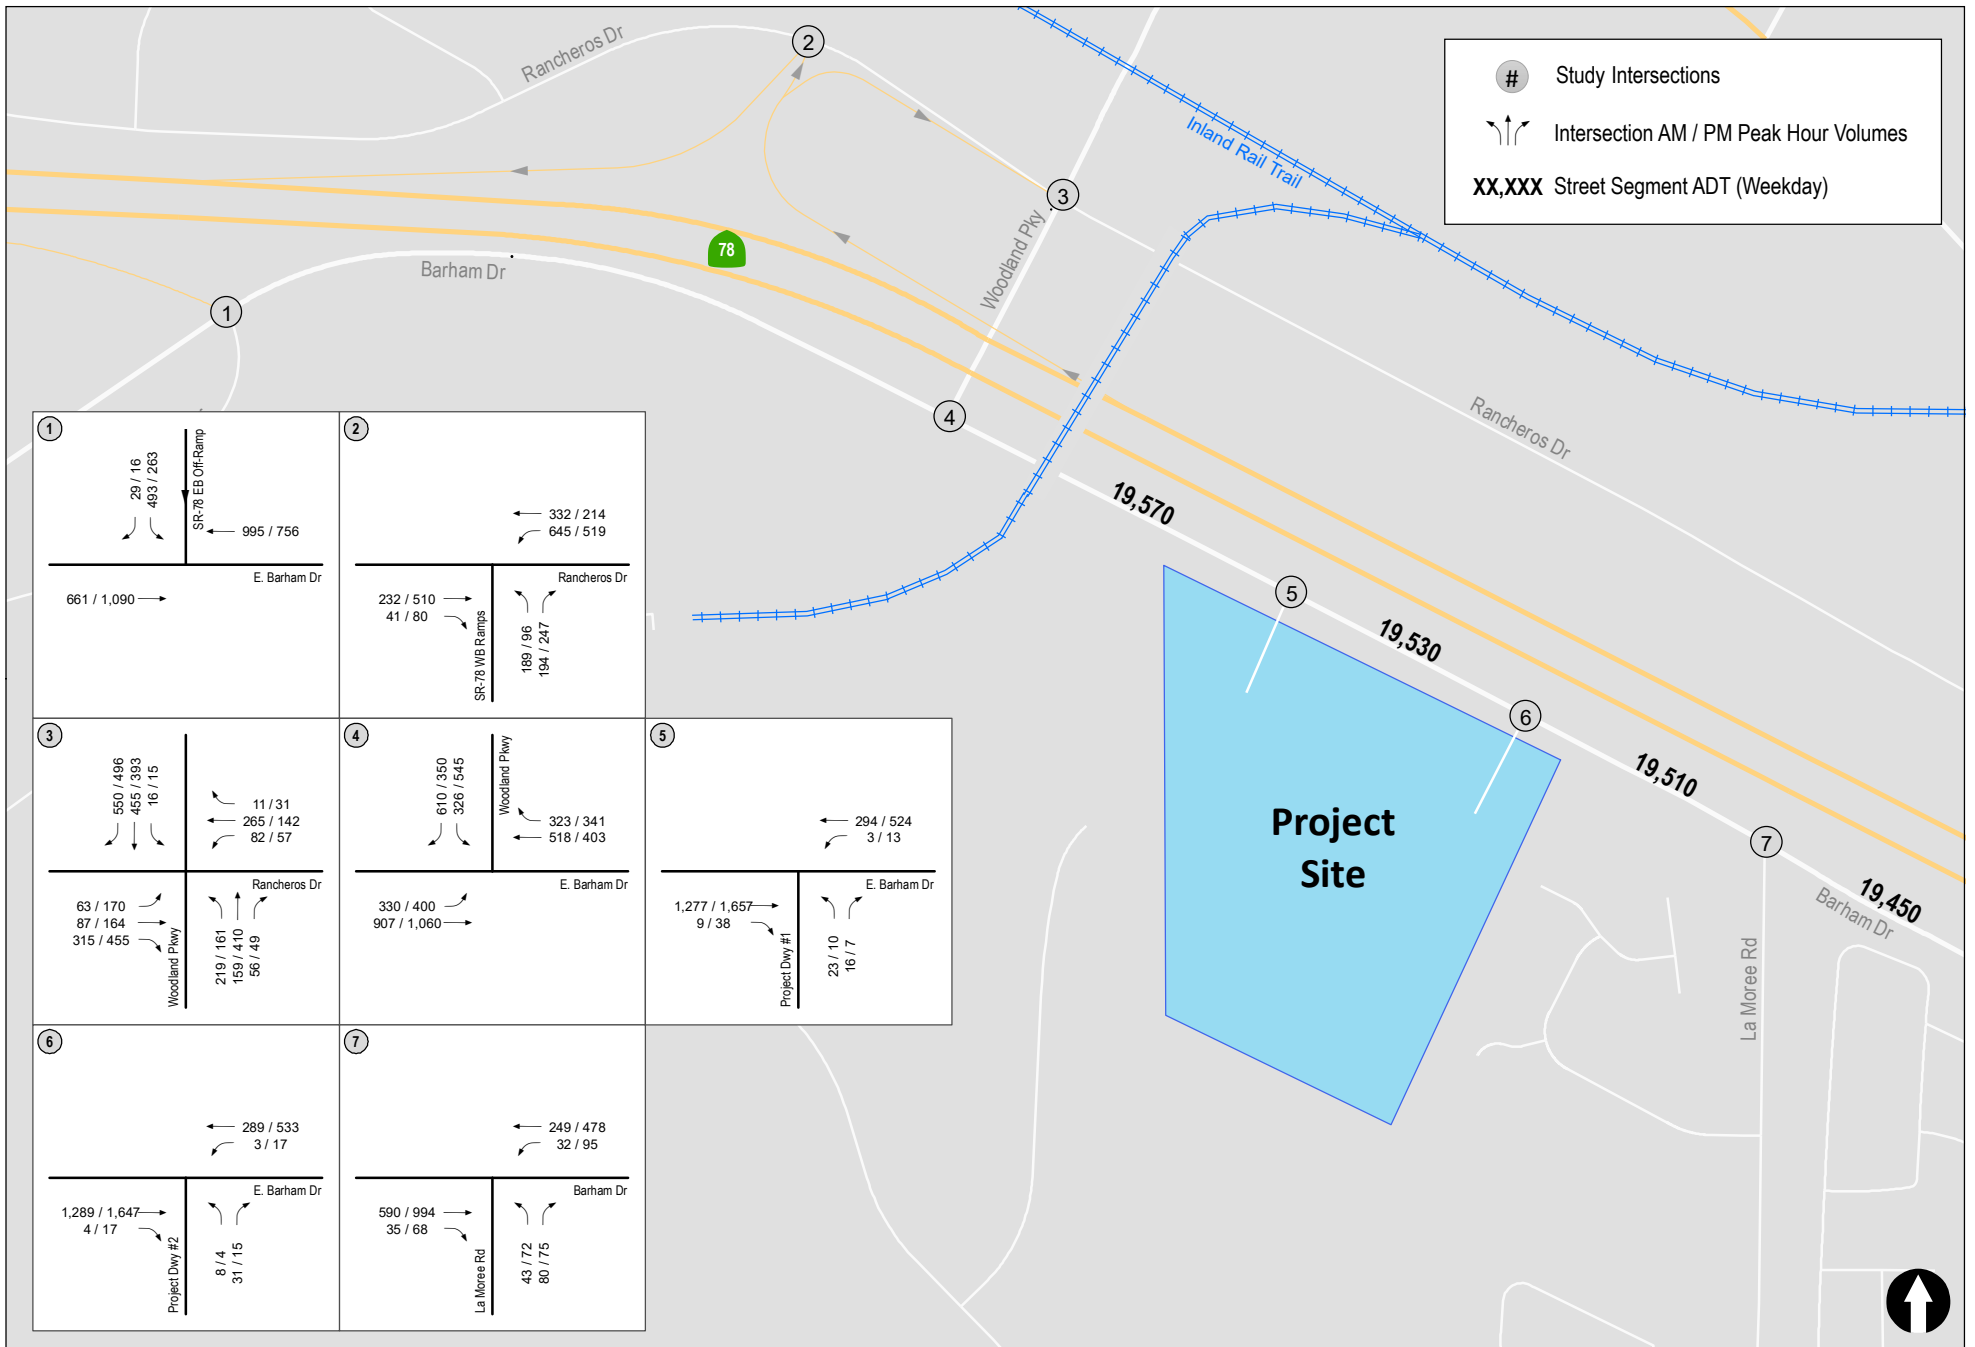 Rancheros Dr
2
#
Study Intersections
Intersection AM / PM Peak Hour Volumes
XX,XXX
Street Segment ADT (Weekday)
Inland Rail Trail
3
Woodland Pky
78
Barham Dr
1
4
Rancheros Dr
19,570
5
19,530
6
19,510
7
19,450
Barham Dr
La Moree Rd
Project
Site
1
29 / 16
493 / 263
SR-78 EB Off-Ramp
995 / 756
E. Barham Dr
661 / 1,090
2
332 / 214
645 / 519
Rancheros Dr
232 / 510
41 / 80
SR-78 WB Ramps
189 / 96
194 / 247
3
550 / 496
455 / 393
16 / 15
11 / 31
265 / 142
82 / 57
Rancheros Dr
63 / 170
87 / 164
315 / 455
Woodland Pkwy
219 / 161
159 / 410
56 / 49
4
610 / 350
326 / 545
Woodland Pkwy
323 / 341
518 / 403
E. Barham Dr
330 / 400
907 / 1,060
5
294 / 524
3 / 13
E. Barham Dr
1,277 / 1,657
9 / 38
Project Dwy #1
23 / 10
16 / 7
6
289 / 533
3 / 17
E. Barham Dr
1,289 / 1,647
4 / 17
Project Dwy #2
8 / 4
31 / 15
7
249 / 478
32 / 95
Barham Dr
590 / 994
35 / 68
La Moree Rd
43 / 72
80 / 75